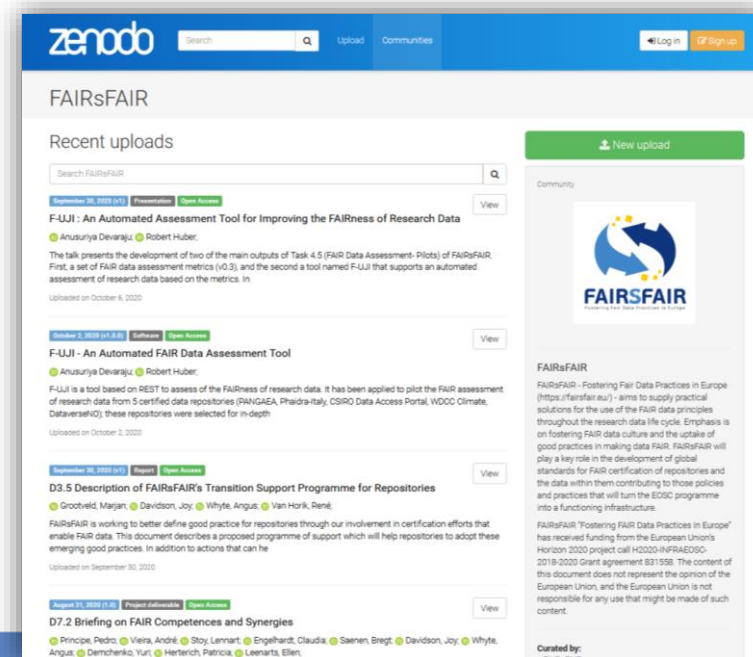 zenodo
Search
Upload
Communities
Log in
Sign up
FAIRsFAIR
Recent uploads
Search FAIRsFAIR
September 30, 2020 (v1) Presentation Open Access
View
F-UJI : An Automated Assessment Tool for Improving the FAIRness of Research Data
Anusuriya Devaraju; Robert Huber;
The talk presents the development of two of the main outputs of Task 4.5 (FAIR Data Assessment- Pilots) of FAIRsFAIR.
First, a set of FAIR data assessment metrics (v0.3), and the second a tool named F-UJI that supports an automated
assessment of research data based on the metrics. In
Uploaded on October 6, 2020
October 2, 2020 (v1.0.0) Software Open Access
View
F-UJI - An Automated FAIR Data Assessment Tool
Anusuriya Devaraju; Robert Huber;
F-UJI is a tool based on REST to assess of the FAIRness of research data. It has been applied to pilot the FAIR assessment
of research data from 5 certified data repositories (PANGAEA, Phaidra-Italy, CSIRO Data Access Portal, WDCC Climate,
DataverseNO); these repositories were selected for in-depth
Uploaded on October 2, 2020
September 30, 2020 (v1) Report Open Access
View
D3.5 Description of FAIRsFAIR's Transition Support Programme for Repositories
Grootveld, Marjan; Davidson, Joy; Whyte, Angus; Van Horik, René;
FAIRsFAIR is working to better define good practice for repositories through our involvement in certification efforts that
enable FAIR data. This document describes a proposed programme of support which will help repositories to adopt these
emerging good practices. In addition to actions that can he
Uploaded on September 30, 2020
August 31, 2020 (1.0) Project deliverable Open Access
View
D7.2 Briefing on FAIR Competences and Synergies
Principe, Pedro; Vieira, André; Stoy, Lennart; Engelhardt, Claudia; Saenen, Bregt; Davidson, Joy; Whyte,
Angus; Demchenko, Yuri; Herterich, Patricia; Leenarts, Ellen;
New upload
Community
FAIRSFAIR
Fostering Fair Data Practices in Europe
FAIRsFAIR
FAIRsFAIR - Fostering Fair Data Practices in Europe
(https://fairsfair.eu/) - aims to supply practical
solutions for the use of the FAIR data principles
throughout the research data life cycle. Emphasis is
on fostering FAIR data culture and the uptake of
good practices in making data FAIR. FAIRsFAIR will
play a key role in the development of global
standards for FAIR certification of repositories and
the data within them contributing to those policies
and practices that will turn the EOSC programme
into a functioning infrastructure.
FAIRsFAIR "Fostering FAIR Data Practices In Europe"
has received funding from the European Union's
Horizon 2020 project call H2020-INFRAEOSC-
2018-2020 Grant agreement 831558. The content of
this document does not represent the opinion of the
European Union, and the European Union is not
responsible for any use that might be made of such
content.
Curated by: